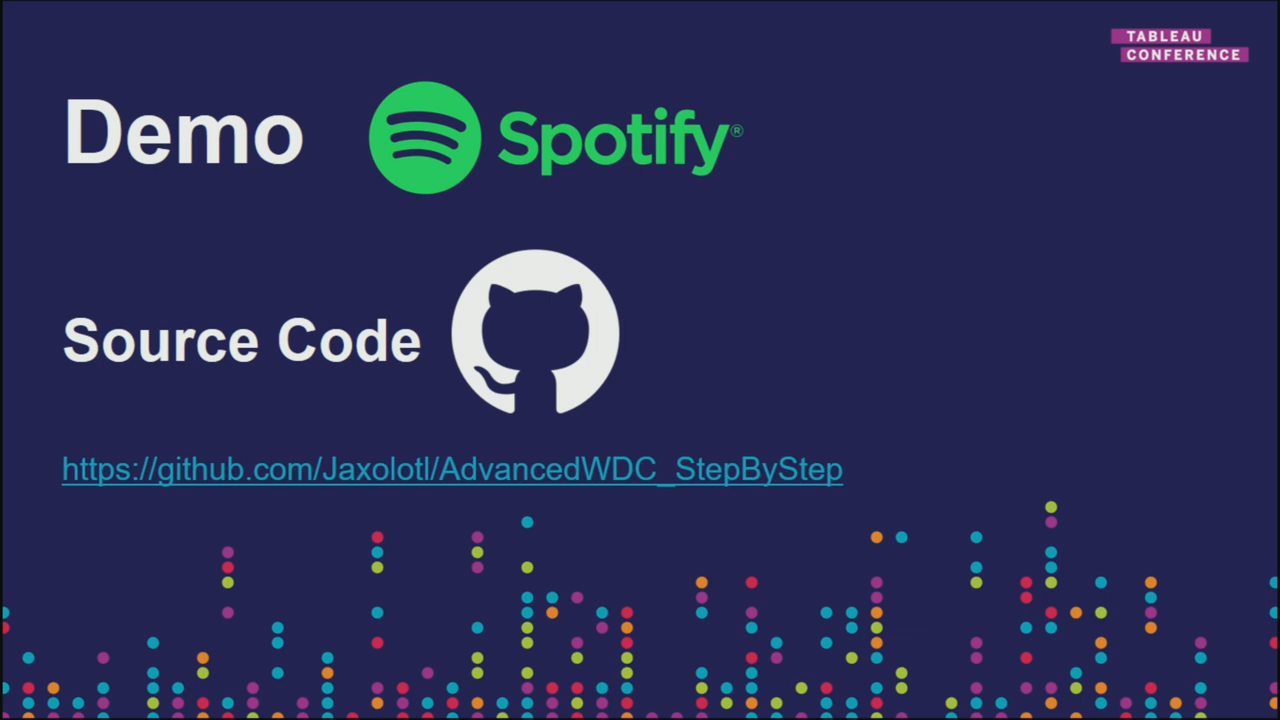 TABLEAU
CONFERENCE
Demo
Spotify®
Source Code
https://github.com/Jaxolotl/AdvancedWDC_StepByStep